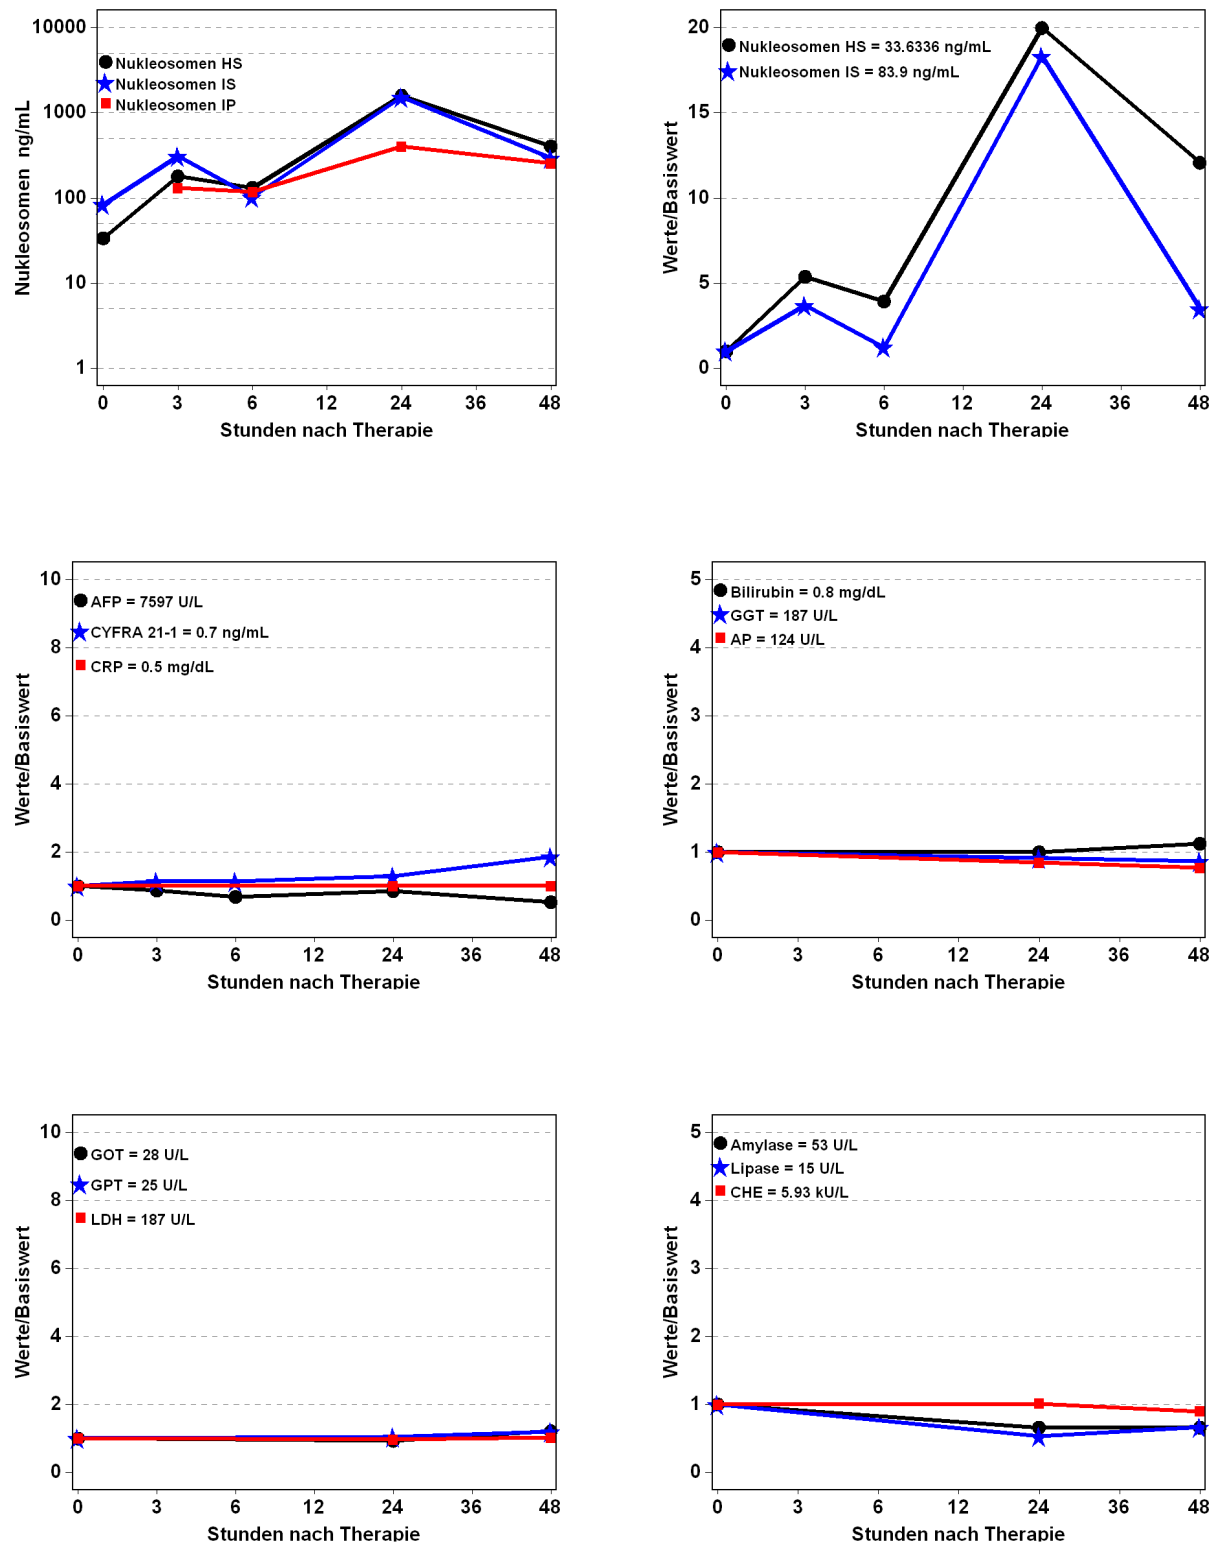 10000
1000
100
10
1
Nukleosomen ng/mL
Nukleosomen HS
Nukleosomen IS
Nukleosomen IP
0 3 6 12 24 36 48
Stunden nach Therapie
20
15
10
5
0
Werte/Basiswert
Nukleosomen HS = 33.6336 ng/mL
Nukleosomen IS = 83.9 ng/mL
0 3 6 12 24 36 48
Stunden nach Therapie
10
8
6
4
2
0
Werte/Basiswert
AFP = 7597 U/L
CYFRA 21-1 = 0.7 ng/mL
CRP = 0.5 mg/dL
0 3 6 12 24 36 48
Stunden nach Therapie
5
4
3
2
1
0
Werte/Basiswert
Bilirubin = 0.8 mg/dL
GGT = 187 U/L
AP = 124 U/L
0 3 6 12 24 36 48
Stunden nach Therapie
10
8
6
4
2
0
Werte/Basiswert
GOT = 28 U/L
GPT = 25 U/L
LDH = 187 U/L
0 3 6 12 24 36 48
Stunden nach Therapie
5
4
3
2
1
0
Werte/Basiswert
Amylase = 53 U/L
Lipase = 15 U/L
CHE = 5.93 kU/L
0 3 6 12 24 36 48
Stunden nach Therapie